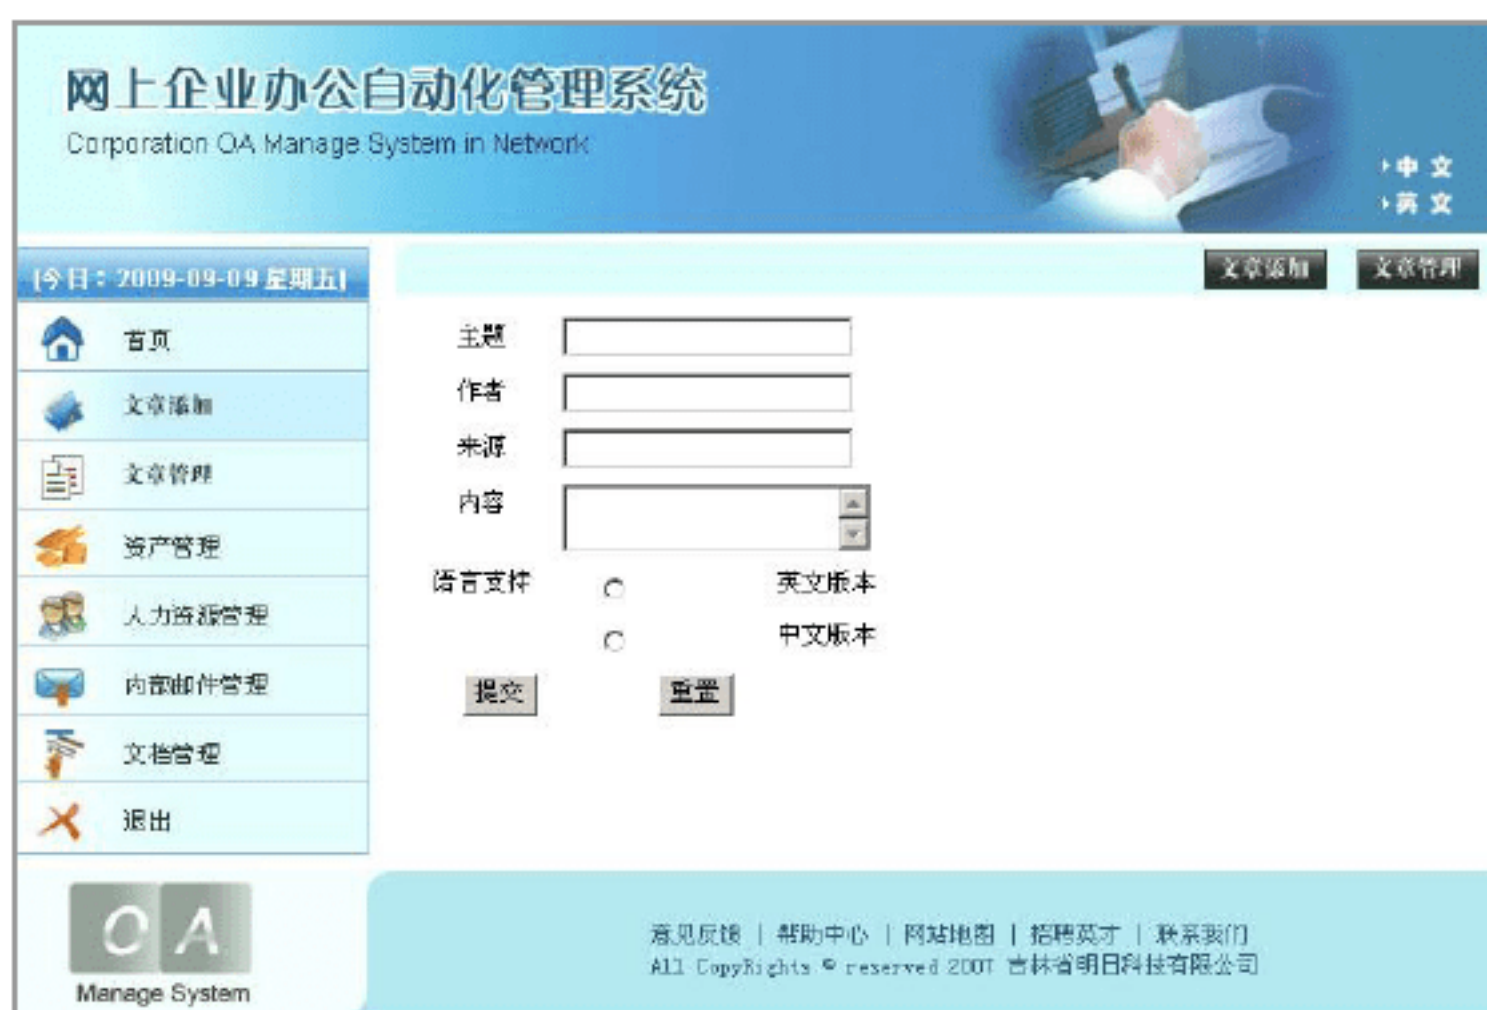 网上企业办公自动化管理系统
Corporation OA Manage System in Network
中 文
英 文
[今日：2009-09-09 星期五]
文章添加 文章管理
首页
文章添加
文章管理
资产管理
人力资源管理
内部邮件管理
文档管理
退出
主题
作者
来源
内容
语言支持 英文版本
中文版本
提交 重置
OA
Manage System
意见反馈 | 帮助中心 | 网站地图 | 招聘英才 | 联系我们
All CopyRights © reserved 2007 吉林省明日科技有限公司